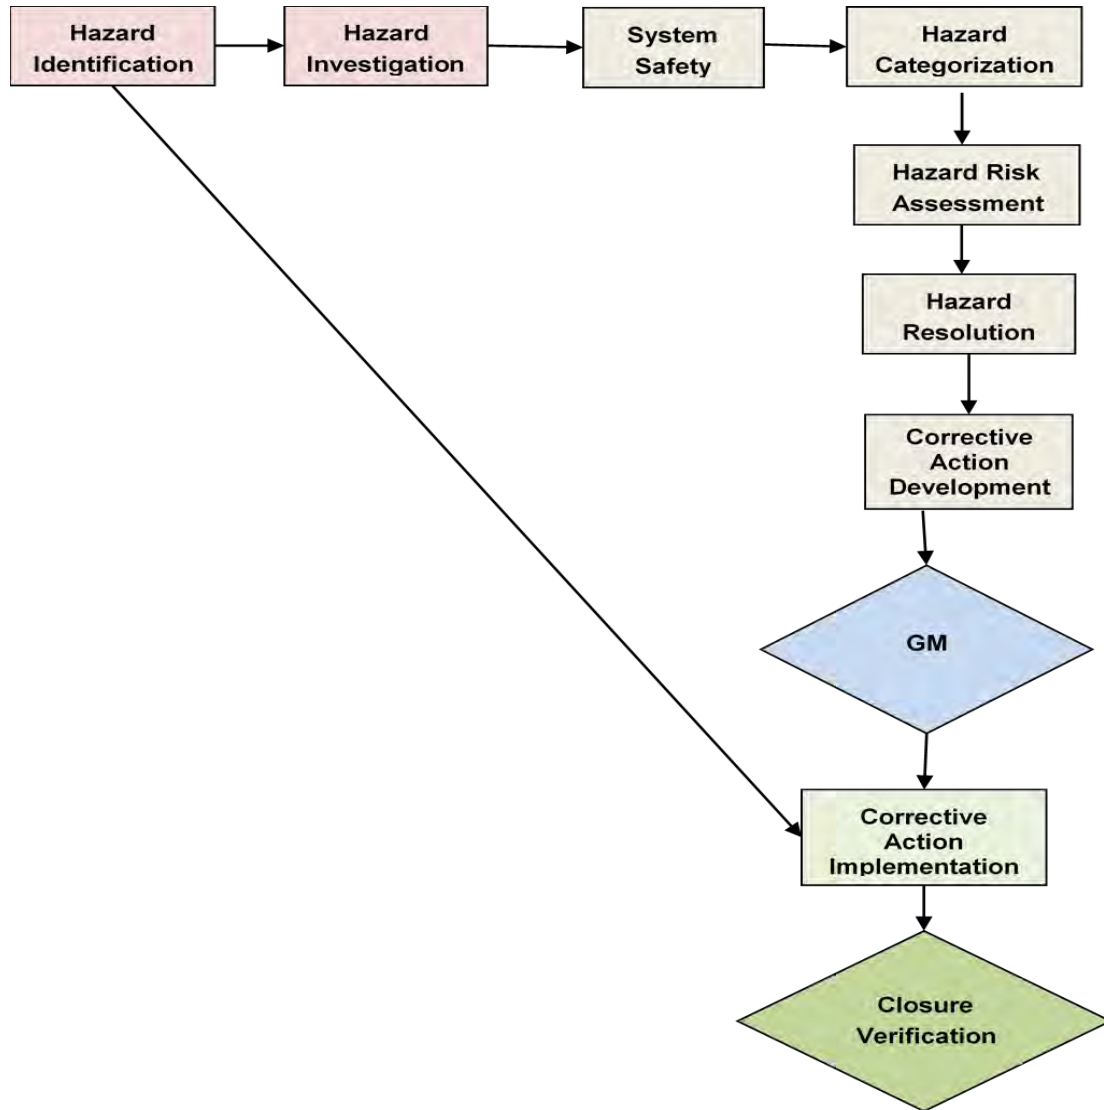 Hazard
Identification
Hazard
Investigation
System
Safety
Hazard
Categorization
Hazard Risk
Assessment
Hazard
Resolution
Corrective
Action
Development
GM
Corrective
Action
Implementation
Closure
Verification